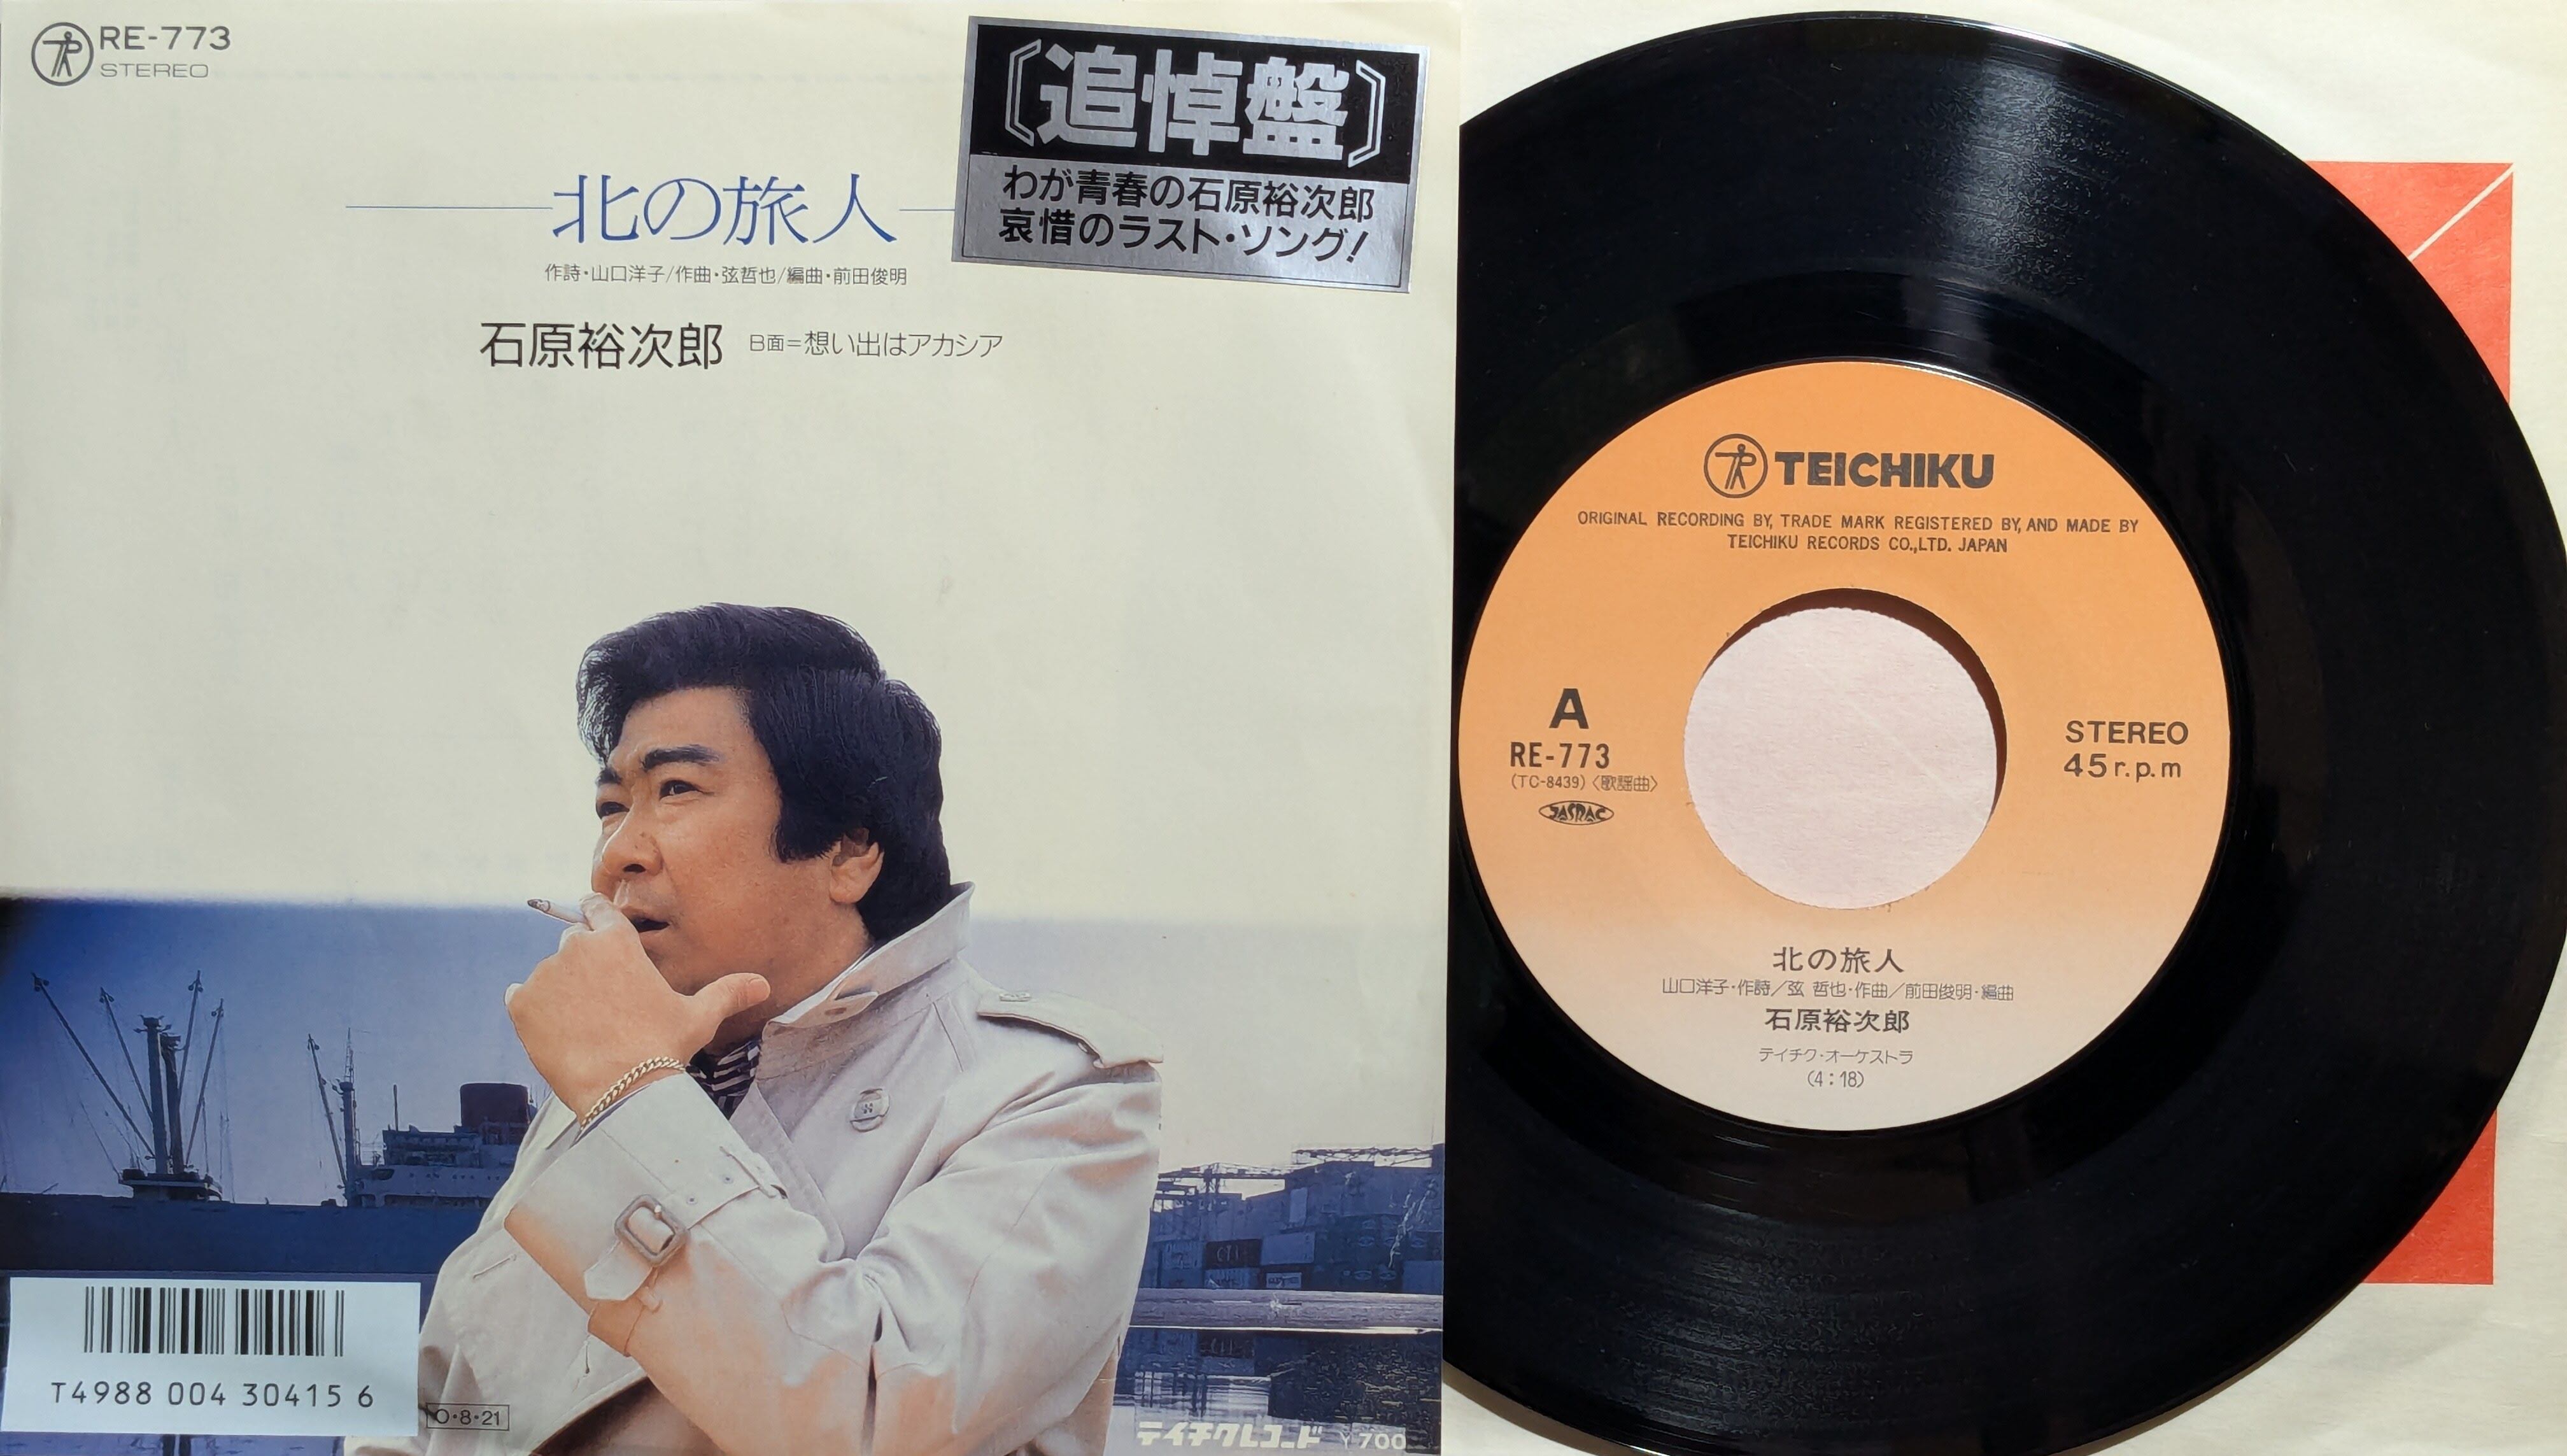 RE-773
STEREO
〔追悼盤〕
わが青春の石原裕次郎
哀惜のラスト・ソング!
北の旅人
作詩・山口洋子/作曲・弦哲也/編曲・前田俊明
石原裕次郎 B面=想い出はアカシア
T4988 004 30415 6
O・8・21
テイチクレコード ¥700
TEICHIKU
ORIGINAL RECORDING BY, TRADE MARK REGISTERED BY, AND MADE BY
TEICHIKU RECORDS CO.,LTD. JAPAN
A
RE-773
(TC-8439)〈歌謡曲〉
JASRAC
STEREO
45 r.p.m
北の旅人
山口洋子・作詩/弦 哲也・作曲/前田俊明・編曲
石原裕次郎
テイチク・オーケストラ
(4:18)